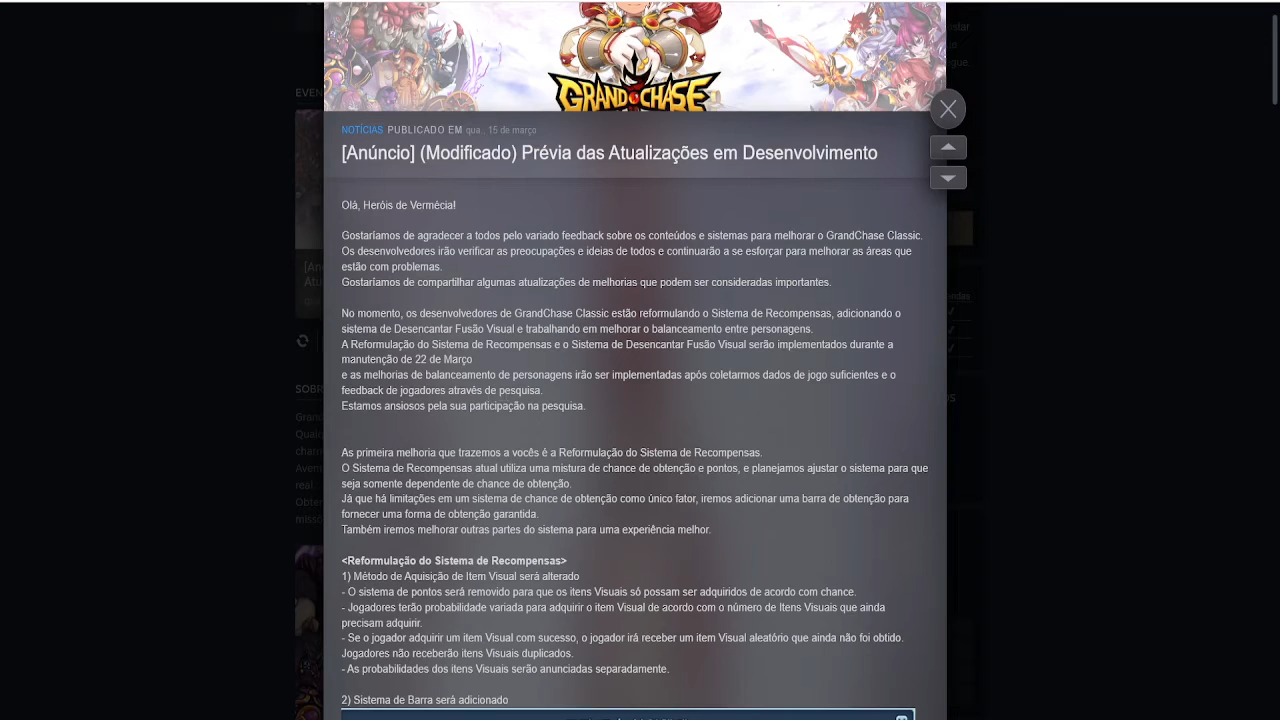 GRAND CHASE
NOTÍCIAS PUBLICADO EM qua., 15 de março
[Anúncio] (Modificado) Prévia das Atualizações em Desenvolvimento
Olá, Heróis de Vermécia!
Gostaríamos de agradecer a todos pelo variado feedback sobre os conteúdos e sistemas para melhorar o GrandChase Classic.
Os desenvolvedores irão verificar as preocupações e ideias de todos e continuarão a se esforçar para melhorar as áreas que
estão com problemas.
Gostaríamos de compartilhar algumas atualizações de melhorias que podem ser consideradas importantes.
No momento, os desenvolvedores de GrandChase Classic estão reformulando o Sistema de Recompensas, adicionando o
sistema de Desencantar Fusão Visual e trabalhando em melhorar o balanceamento entre personagens.
A Reformulação do Sistema de Recompensas e o Sistema de Desencantar Fusão Visual serão implementados durante a
manutenção de 22 de Março
e as melhorias de balanceamento de personagens irão ser implementadas após coletarmos dados de jogo suficientes e o
feedback de jogadores através de pesquisa.
Estamos ansiosos pela sua participação na pesquisa.
As primeira melhoria que trazemos a vocês é a Reformulação do Sistema de Recompensas.
O Sistema de Recompensas atual utiliza uma mistura de chance de obtenção e pontos, e planejamos ajustar o sistema para que
seja somente dependente de chance de obtenção.
Já que há limitações em um sistema de chance de obtenção como único fator, iremos adicionar uma barra de obtenção para
fornecer uma forma de obtenção garantida.
Também iremos melhorar outras partes do sistema para uma experiência melhor.
<Reformulação do Sistema de Recompensas>
1) Método de Aquisição de Item Visual será alterado
- O sistema de pontos será removido para que os itens Visuais só possam ser adquiridos de acordo com chance.
- Jogadores terão probabilidade variada para adquirir o item Visual de acordo com o número de Itens Visuais que ainda
precisam adquirir.
- Se o jogador adquirir um item Visual com sucesso, o jogador irá receber um item Visual aleatório que ainda não foi obtido.
Jogadores não receberão itens Visuais duplicados.
- As probabilidades dos itens Visuais serão anunciadas separadamente.
2) Sistema de Barra será adicionado